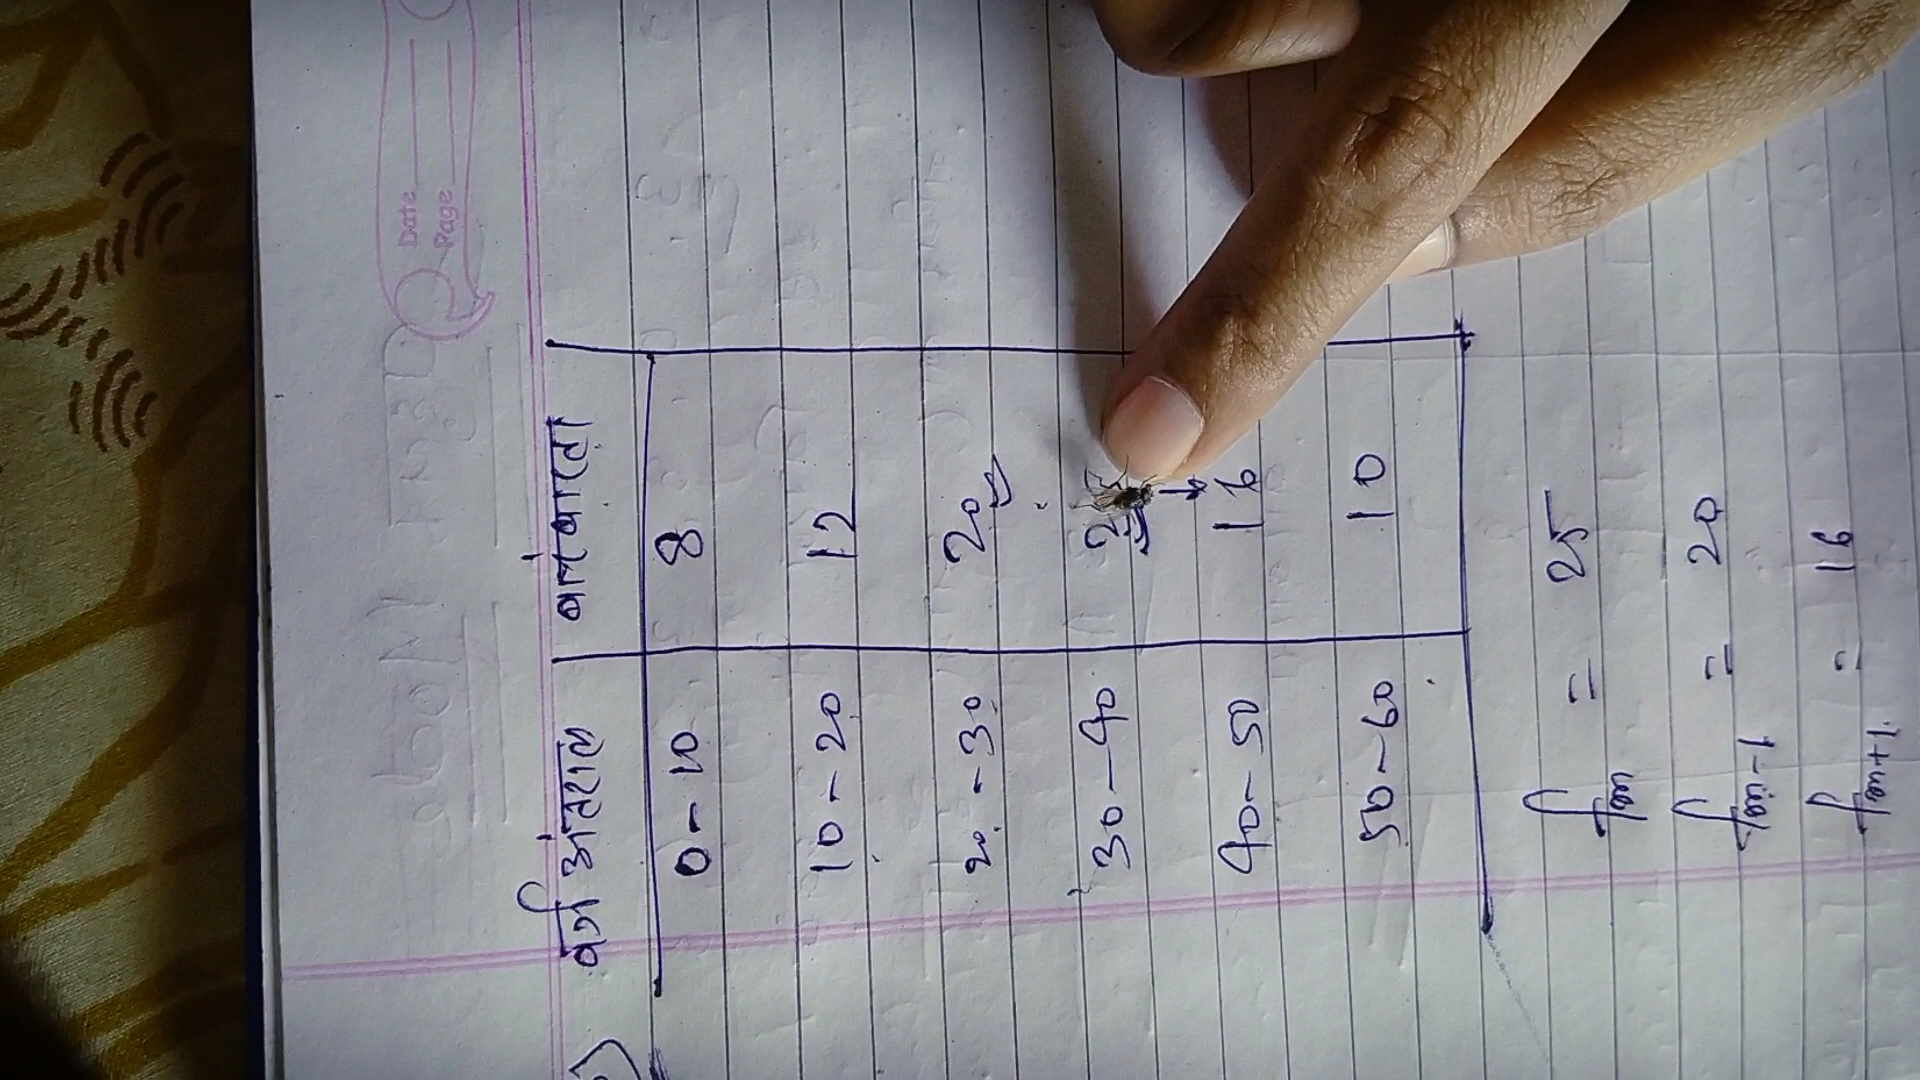 Date
Page
वर्ग अंतराल बारंबारता
0-10 8
10-20 12
20-30 20
30-40 25
40-50 16
50-60 10
fm = 25
fm-1 = 20
fm+1 = 16